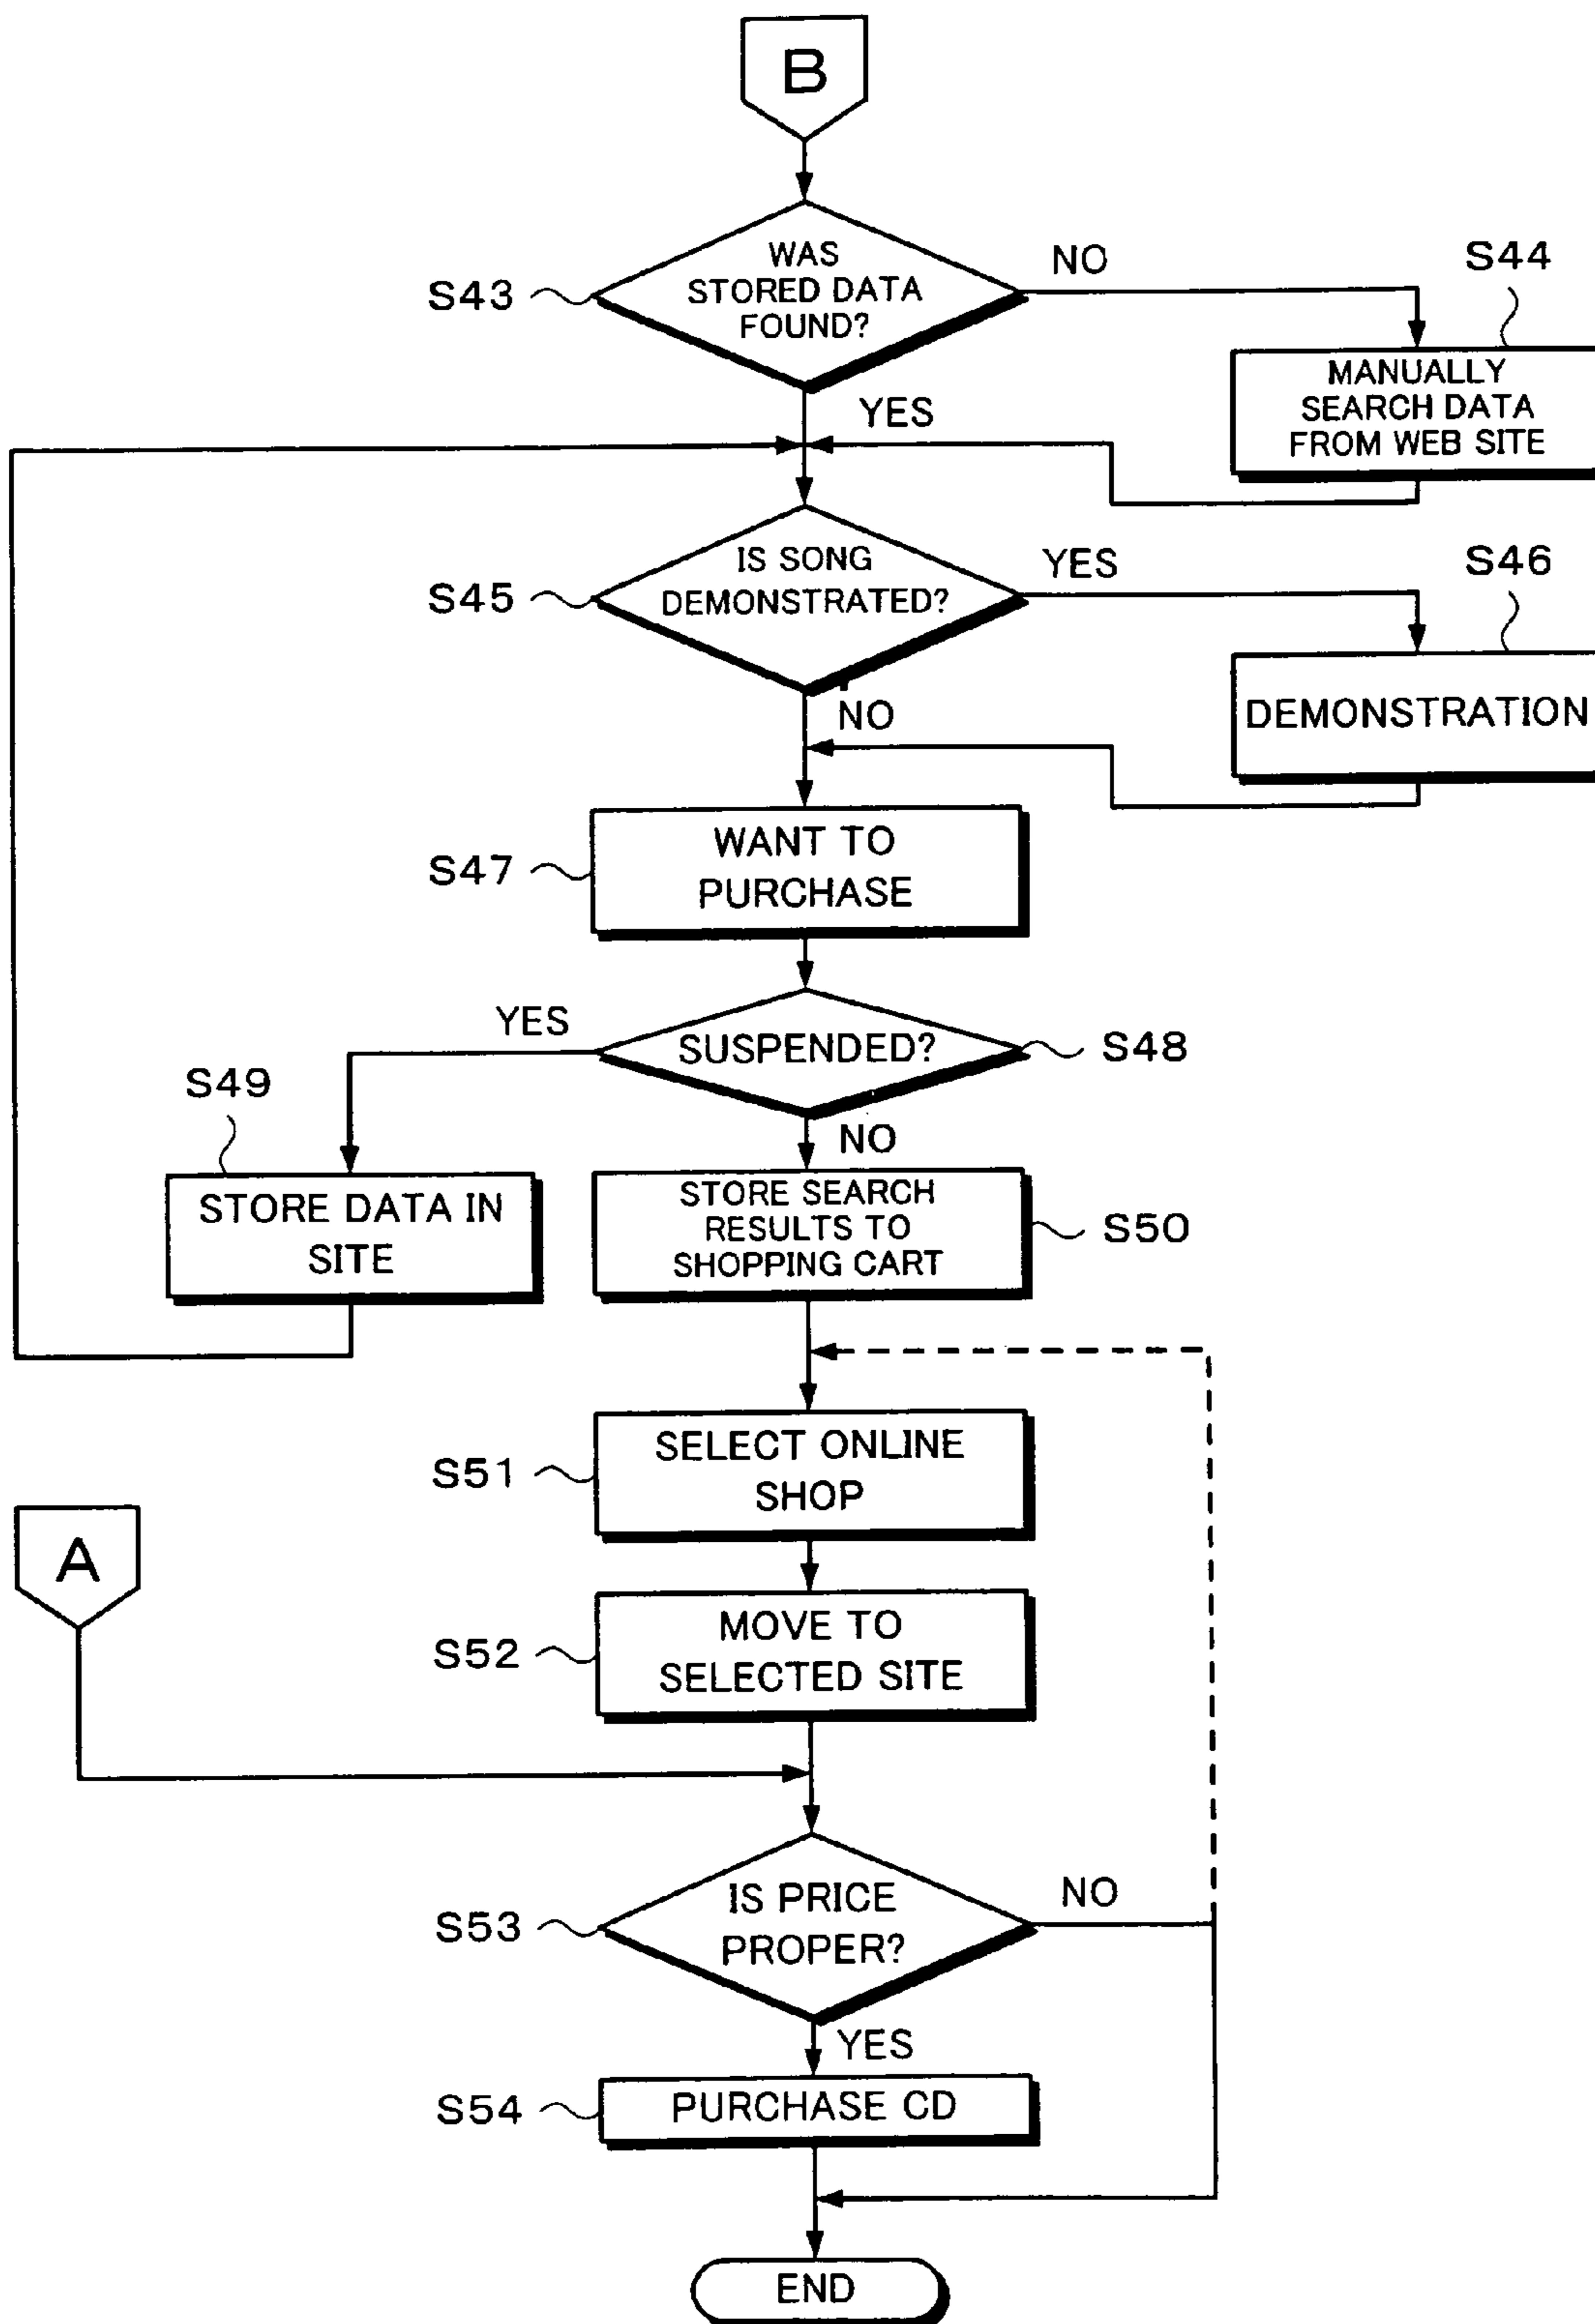 B
S43
WAS
STORED DATA
FOUND?
NO
YES
S44
MANUALLY
SEARCH DATA
FROM WEB SITE
S45
IS SONG
DEMONSTRATED?
YES
NO
S46
DEMONSTRATION
S47
WANT TO
PURCHASE
YES
SUSPENDED?
S48
NO
S49
STORE DATA IN
SITE
STORE SEARCH
RESULTS TO
SHOPPING CART
S50
S51
SELECT ONLINE
SHOP
A
S52
MOVE TO
SELECTED SITE
S53
IS PRICE
PROPER?
NO
YES
S54
PURCHASE CD
END